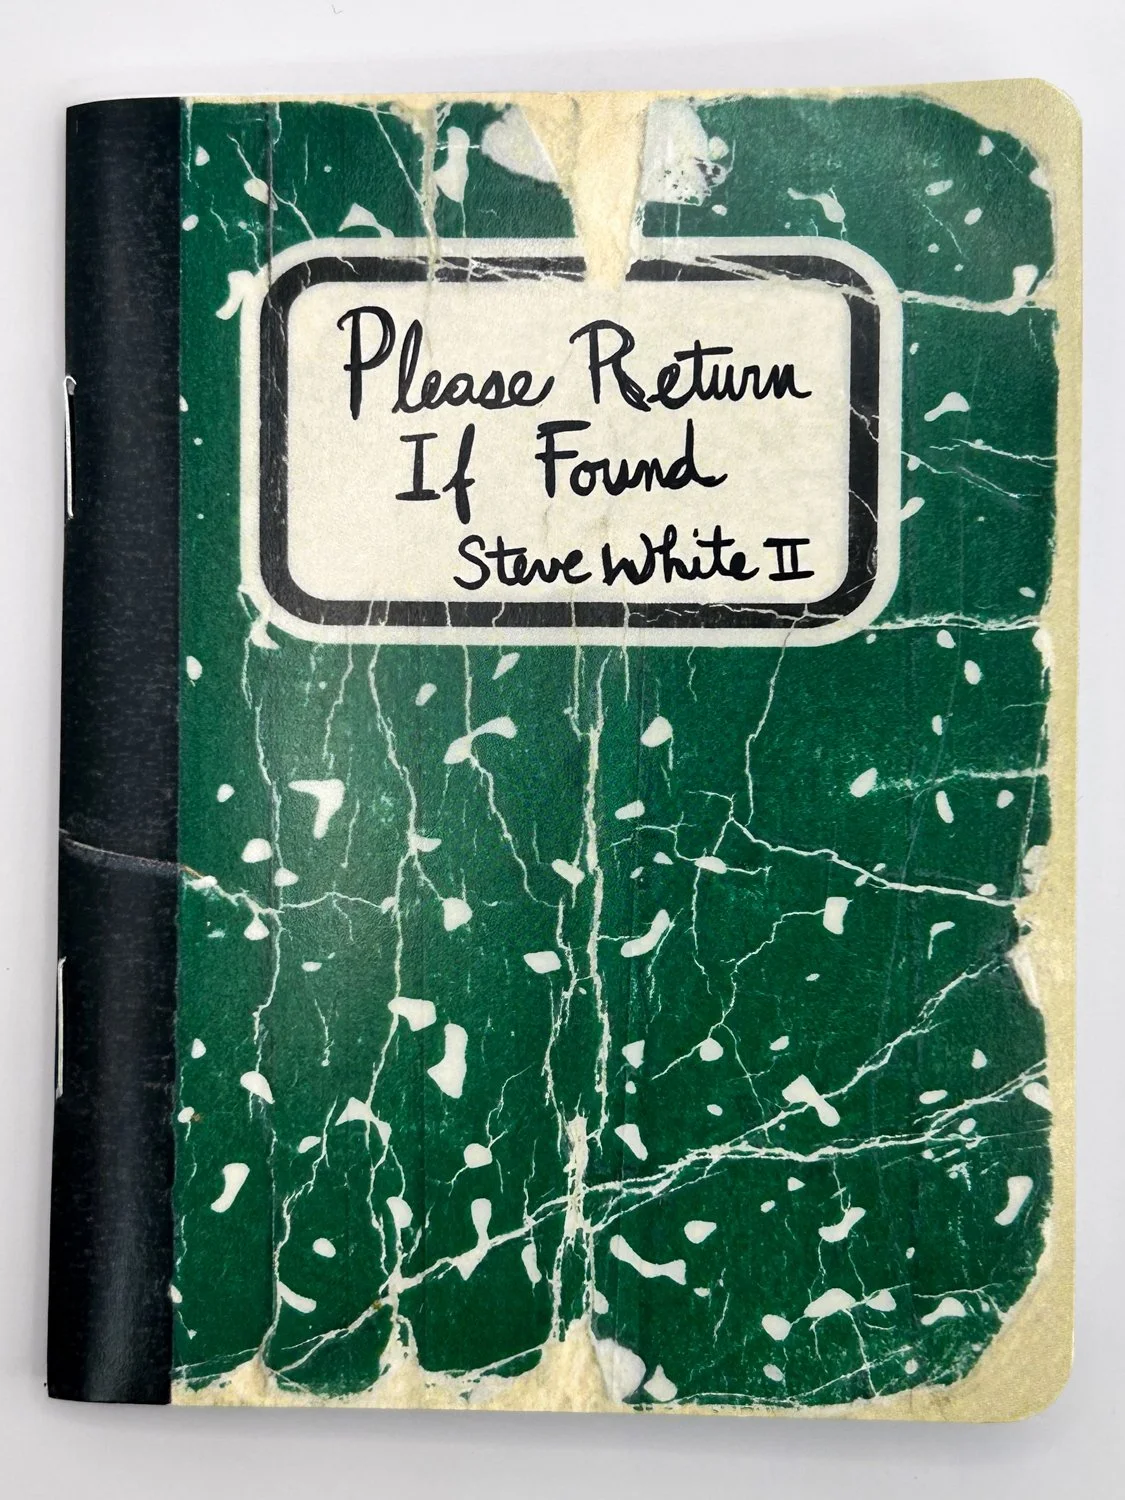 Please Return
If Found
Steve White II